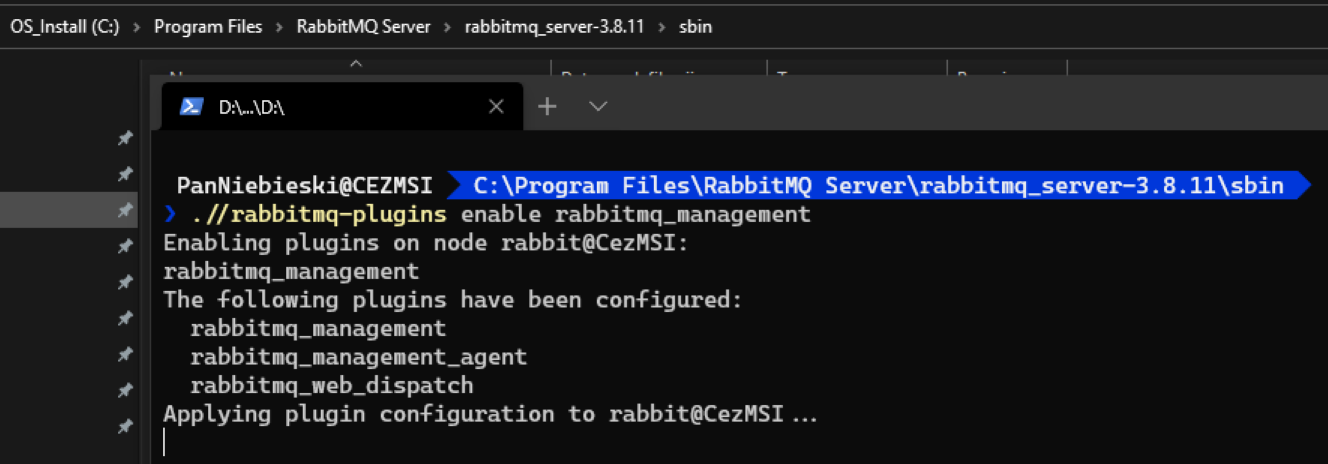 OS_Install (C:) > Program Files > RabbitMQ Server > rabbitmq_server-3.8.11 > sbin
D:\...\D:\
PanNiebieski@CEZMSI C:\Program Files\RabbitMQ Server\rabbitmq_server-3.8.11\sbin
❯ .//rabbitmq-plugins enable rabbitmq_management
Enabling plugins on node rabbit@CezMSI:
rabbitmq_management
The following plugins have been configured:
rabbitmq_management
rabbitmq_management_agent
rabbitmq_web_dispatch
Applying plugin configuration to rabbit@CezMSI...